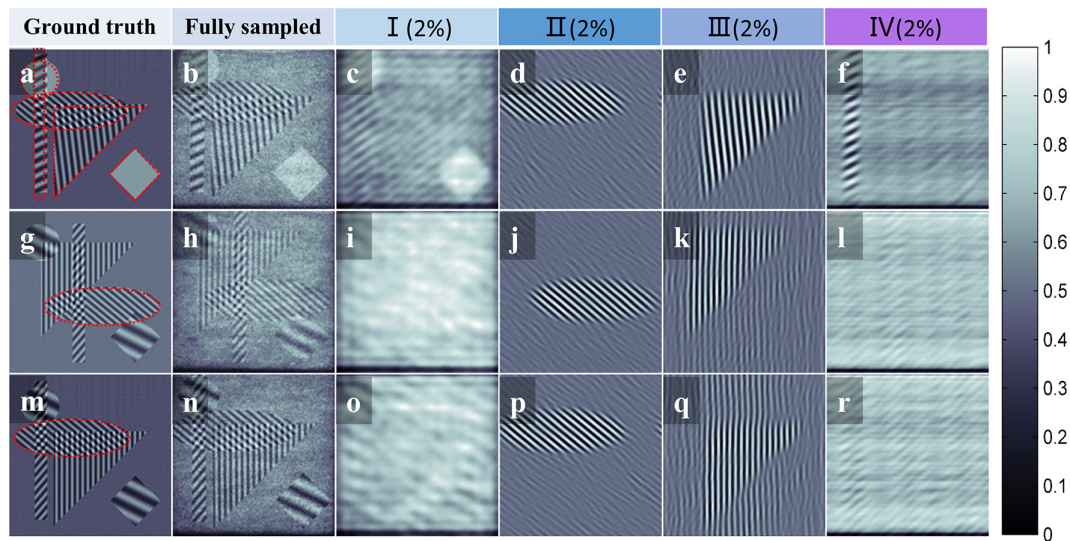 Ground truth Fully sampled Ⅰ (2%) Ⅱ(2%) Ⅲ(2%) Ⅳ(2%)
a b c d e f
g h i j k l
m n o p q r
1
0.9
0.8
0.7
0.6
0.5
0.4
0.3
0.2
0.1
0